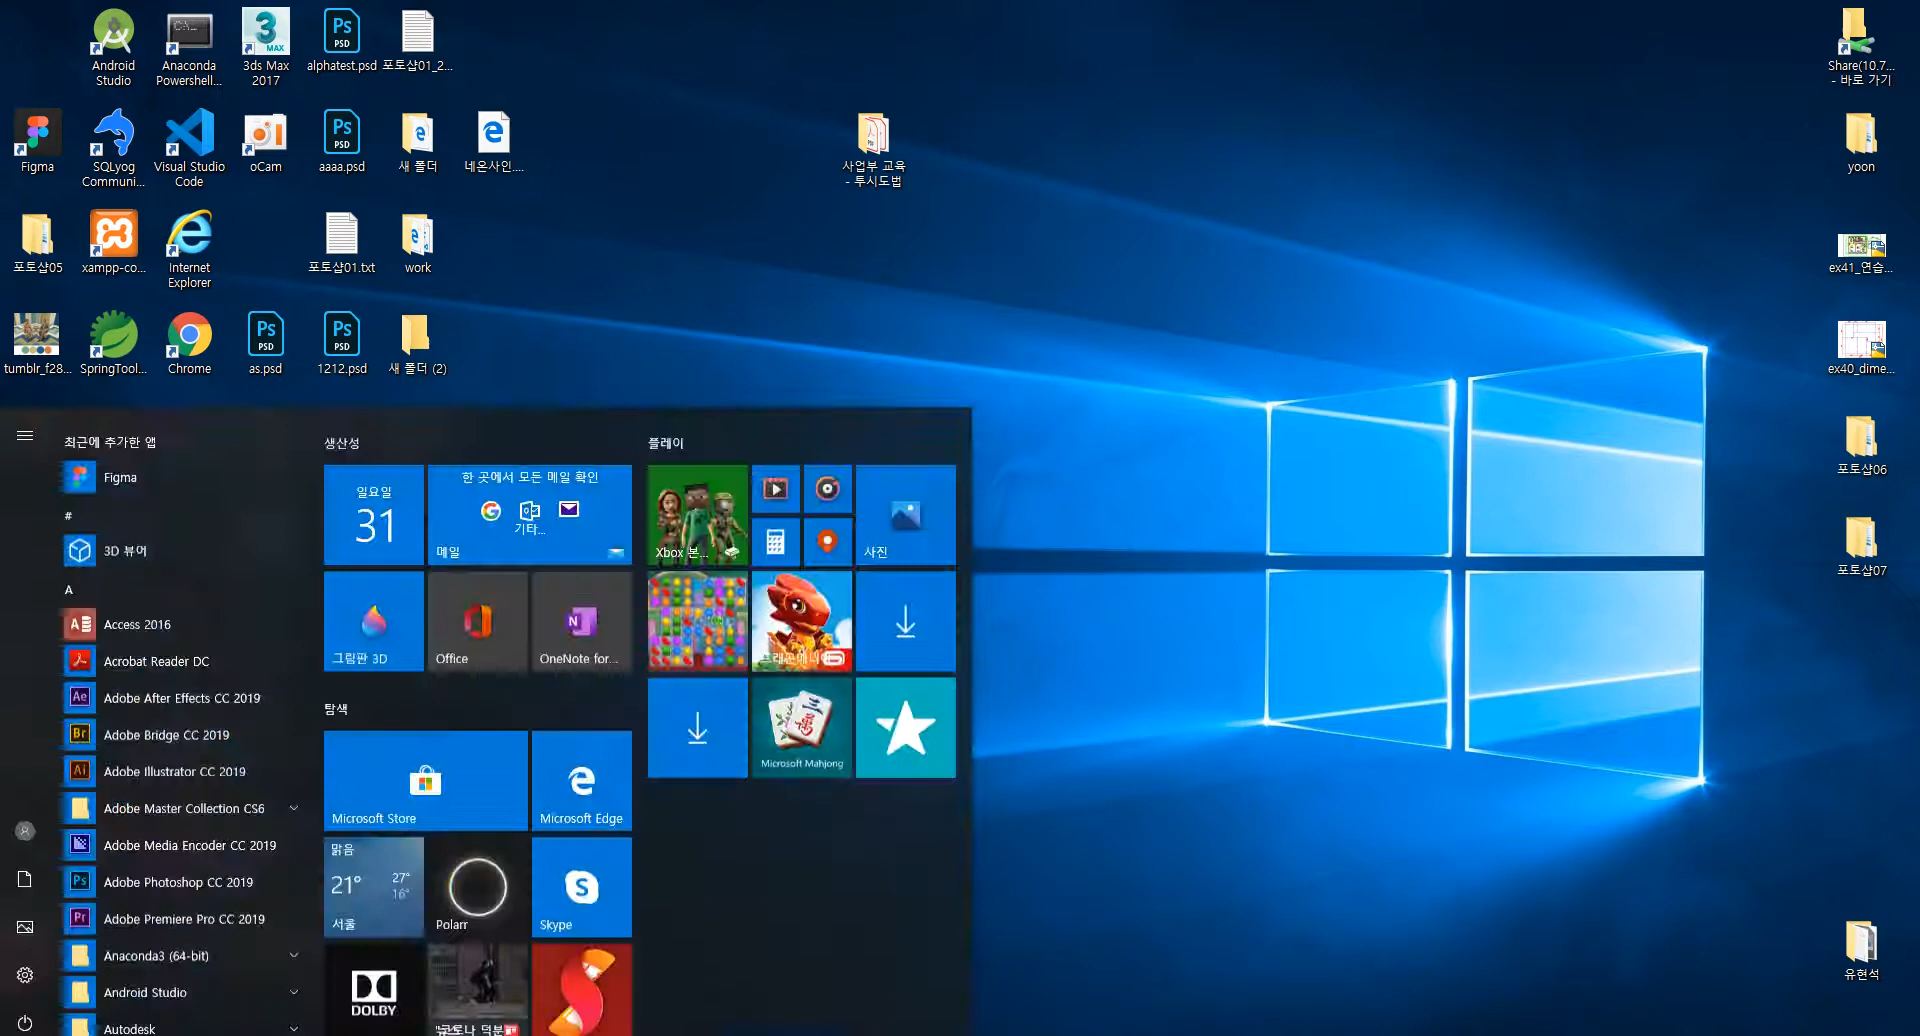 Android
Studio
Anaconda
Powershell...
3ds Max
2017
alphatest.psd
포토샵01_2...
Share(10.7...
- 바로 가기
Figma
SQLyog
Communi...
Visual Studio
Code
oCam
aaaa.psd
새 폴더
네온사인....
사업부 교육
- 투시도법
yoon
포토샵05
xampp-co...
Internet
Explorer
포토샵01.txt
work
ex41_연습...
tumblr_f28...
SpringTool...
Chrome
as.psd
1212.psd
새 폴더 (2)
ex40_dime...
포토샵06
포토샵07
유현석
최근에 추가한 앱
Figma
#
3D 뷰어
A
Access 2016
Acrobat Reader DC
Adobe After Effects CC 2019
Adobe Bridge CC 2019
Adobe Illustrator CC 2019
Adobe Master Collection CS6
Adobe Media Encoder CC 2019
Adobe Photoshop CC 2019
Adobe Premiere Pro CC 2019
Anaconda3 (64-bit)
Android Studio
Autodesk
생산성
일요일
31
한 곳에서 모든 메일 확인
기타...
메일
그림판 3D
Office
OneNote for...
탐색
Microsoft Store
Microsoft Edge
맑음
21°
27°
16°
서울
Polarr
Skype
DOLBY
"코로나 덕분
플레이
Xbox 본...
사진
Microsoft Mahjong